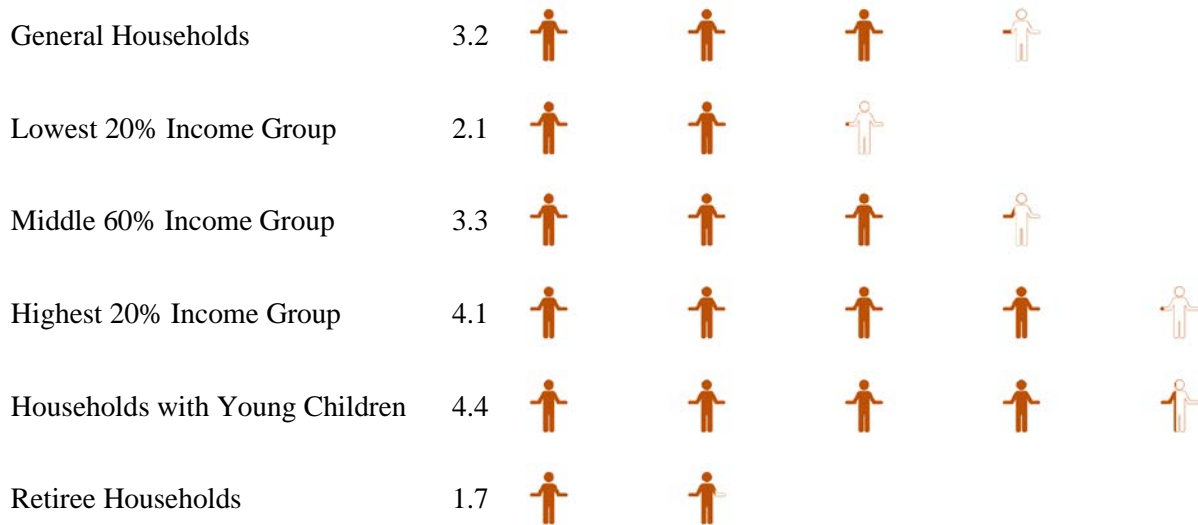 General Households 3.2
Lowest 20% Income Group 2.1
Middle 60% Income Group 3.3
Highest 20% Income Group 4.1
Households with Young Children 4.4
Retiree Households 1.7